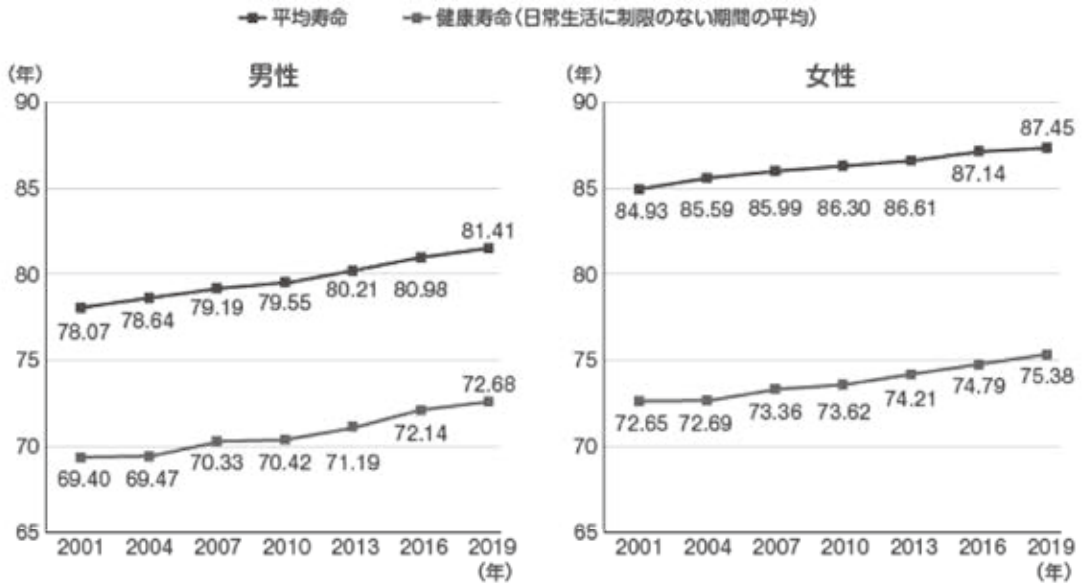 平均寿命 健康寿命（日常生活に制限のない期間の平均）
（年） 男性
90
85
80
75
70
65
81.41
78.07 78.64 79.19 79.55 80.21 80.98
72.68
69.40 69.47 70.33 70.42 71.19 72.14
2001 2004 2007 2010 2013 2016 2019
（年）
（年） 女性
90
85
80
75
70
65
87.45
84.93 85.59 85.99 86.30 86.61 87.14
72.65 72.69 73.36 73.62 74.21 74.79 75.38
2001 2004 2007 2010 2013 2016 2019
（年）